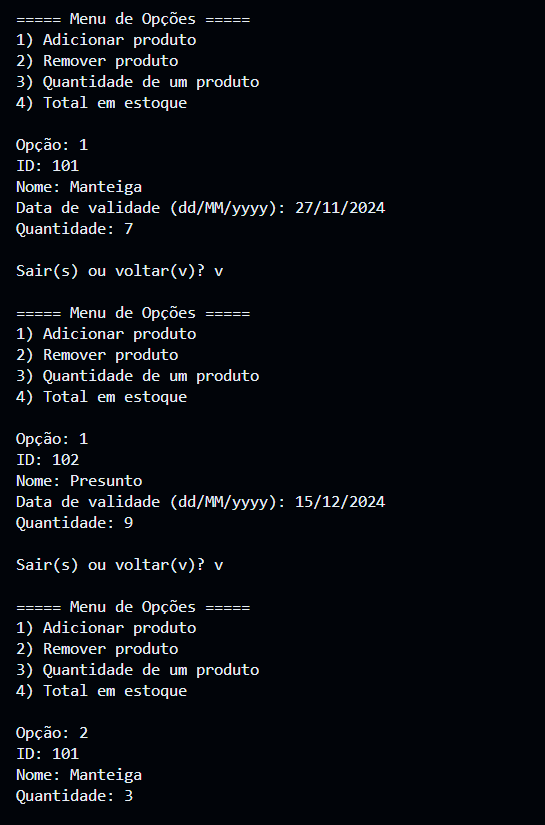 ===== Menu de Opções =====
1) Adicionar produto
2) Remover produto
3) Quantidade de um produto
4) Total em estoque
Opção: 1
ID: 101
Nome: Manteiga
Data de validade (dd/MM/yyyy): 27/11/2024
Quantidade: 7
Sair(s) ou voltar(v)? v
===== Menu de Opções =====
1) Adicionar produto
2) Remover produto
3) Quantidade de um produto
4) Total em estoque
Opção: 1
ID: 102
Nome: Presunto
Data de validade (dd/MM/yyyy): 15/12/2024
Quantidade: 9
Sair(s) ou voltar(v)? v
===== Menu de Opções =====
1) Adicionar produto
2) Remover produto
3) Quantidade de um produto
4) Total em estoque
Opção: 2
ID: 101
Nome: Manteiga
Quantidade: 3